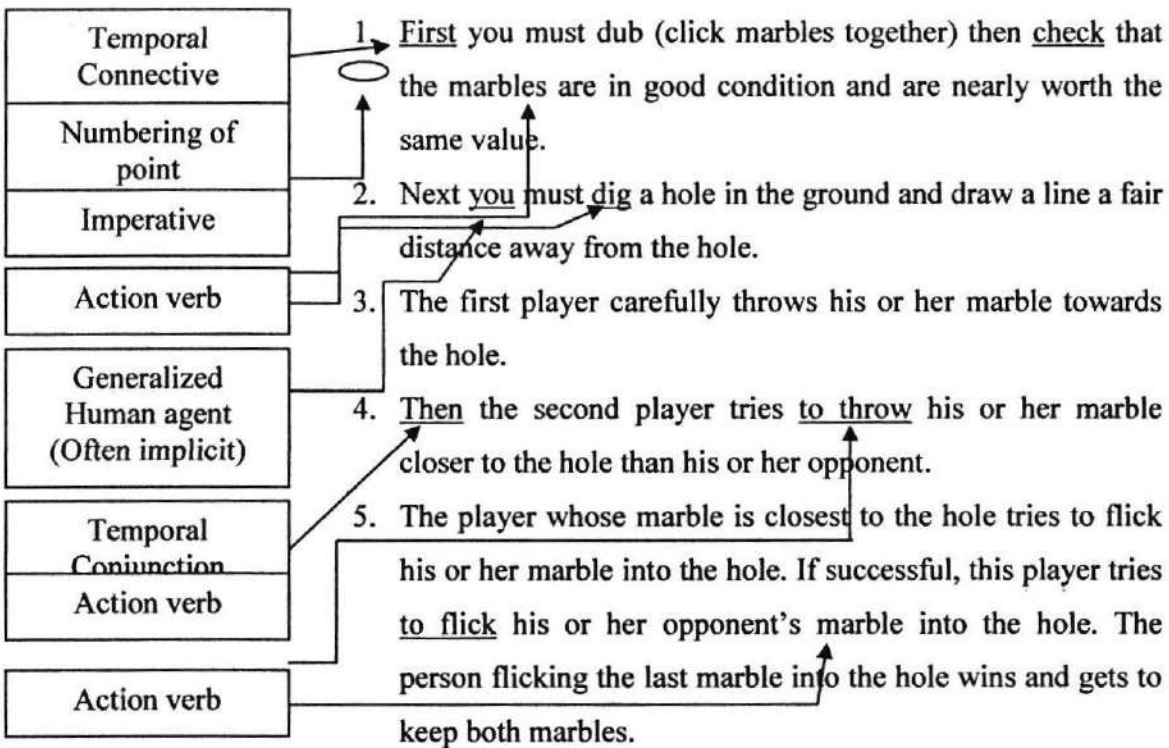 Temporal
Connective
Numbering of
point
Imperative
Action verb
Generalized
Human agent
(Often implicit)
Temporal
Conjunction
Action verb
Action verb
1. First you must dub (click marbles together) then check that
the marbles are in good condition and are nearly worth the
same value.
2. Next you must dig a hole in the ground and draw a line a fair
distance away from the hole.
3. The first player carefully throws his or her marble towards
the hole.
4. Then the second player tries to throw his or her marble
closer to the hole than his or her opponent.
5. The player whose marble is closest to the hole tries to flick
his or her marble into the hole. If successful, this player tries
to flick his or her opponent's marble into the hole. The
person flicking the last marble into the hole wins and gets to
keep both marbles.